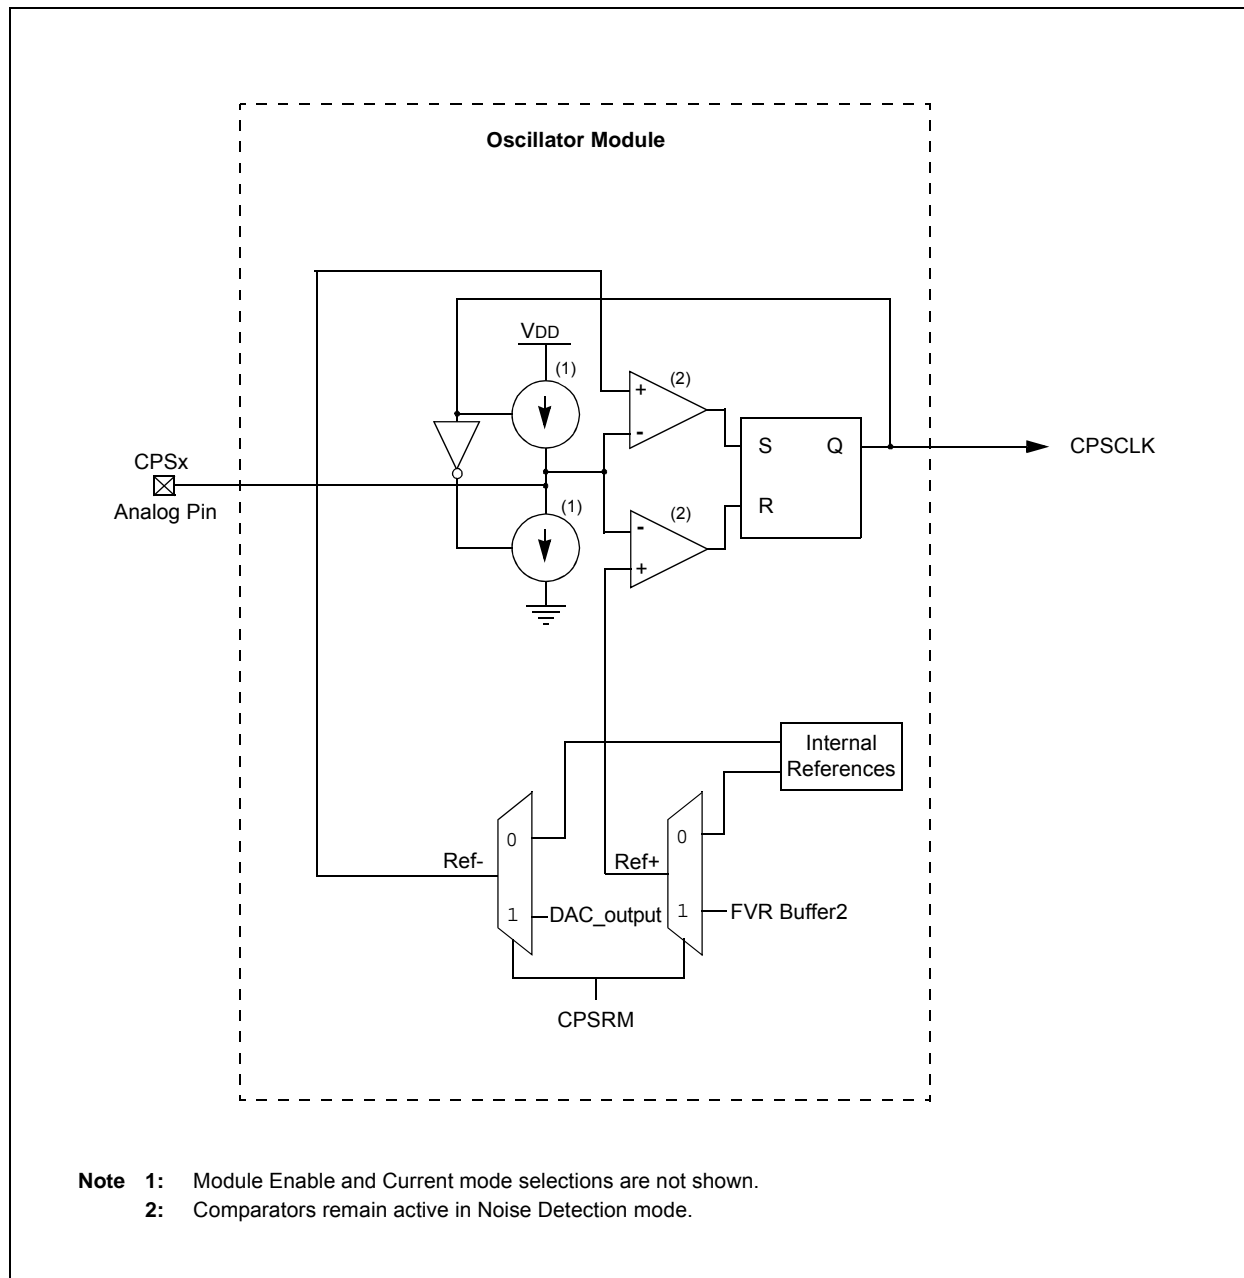 Oscillator Module
VDD
(1)
(2)
+
-
S Q
CPSCLK
CPSx
Analog Pin
R
(1)
(2)
-
+
Internal
References
0
0
Ref-
Ref+
1
DAC_output
1
FVR Buffer2
CPSRM
Note 1: Module Enable and Current mode selections are not shown.
2: Comparators remain active in Noise Detection mode.